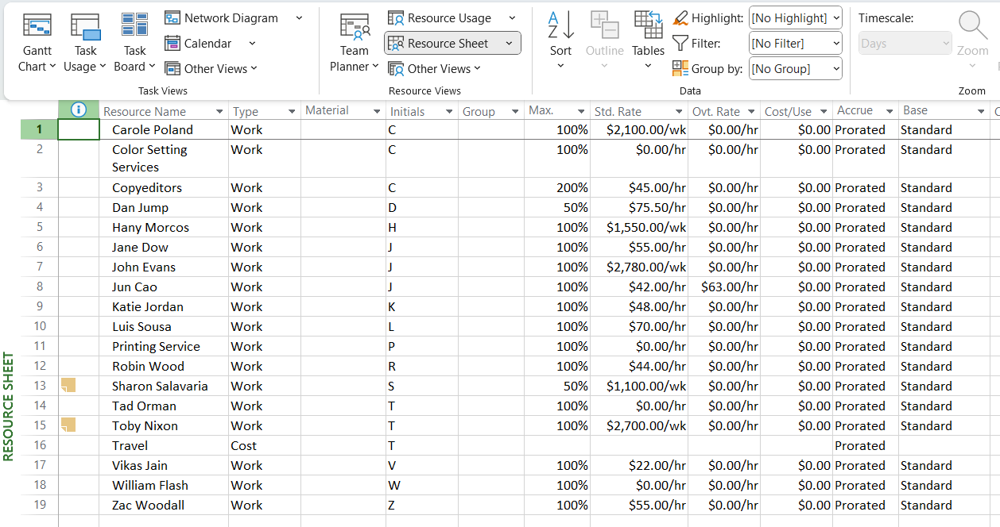 Gantt Chart
Task Usage
Task Board
Network Diagram
Calendar
Other Views
Task Views
Team Planner
Resource Usage
Resource Sheet
Other Views
Resource Views
A Z
Sort
Outline
Tables
Highlight: [No Highlight]
Filter: [No Filter]
Group by: [No Group]
Data
Timescale:
Days
Zoom
Zoom
Resource Name Type Material Initials Group Max. Std. Rate Ovt. Rate Cost/Use Accrue Base
1 Carole Poland Work C 100% $2,100.00/wk $0.00/hr $0.00 Prorated Standard
2 Color Setting Work C 100% $0.00/hr $0.00/hr $0.00 Prorated Standard
Services
3 Copyeditors Work C 200% $45.00/hr $0.00/hr $0.00 Prorated Standard
4 Dan Jump Work D 50% $75.50/hr $0.00/hr $0.00 Prorated Standard
5 Hany Morcos Work H 100% $1,550.00/wk $0.00/hr $0.00 Prorated Standard
6 Jane Dow Work J 100% $55.00/hr $0.00/hr $0.00 Prorated Standard
7 John Evans Work J 100% $2,780.00/wk $0.00/hr $0.00 Prorated Standard
8 Jun Cao Work J 100% $42.00/hr $63.00/hr $0.00 Prorated Standard
9 Katie Jordan Work K 100% $48.00/hr $0.00/hr $0.00 Prorated Standard
10 Luis Sousa Work L 100% $70.00/hr $0.00/hr $0.00 Prorated Standard
11 Printing Service Work P 100% $0.00/hr $0.00/hr $0.00 Prorated Standard
12 Robin Wood Work R 100% $44.00/hr $0.00/hr $0.00 Prorated Standard
13 Sharon Salavaria Work S 50% $1,100.00/wk $0.00/hr $0.00 Prorated Standard
14 Tad Orman Work T 100% $0.00/hr $0.00/hr $0.00 Prorated Standard
15 Toby Nixon Work T 100% $2,700.00/wk $0.00/hr $0.00 Prorated Standard
16 Travel Cost T Prorated
17 Vikas Jain Work V 100% $22.00/hr $0.00/hr $0.00 Prorated Standard
18 William Flash Work W 100% $0.00/hr $0.00/hr $0.00 Prorated Standard
19 Zac Woodall Work Z 100% $55.00/hr $0.00/hr $0.00 Prorated Standard
RESOURCE SHEET